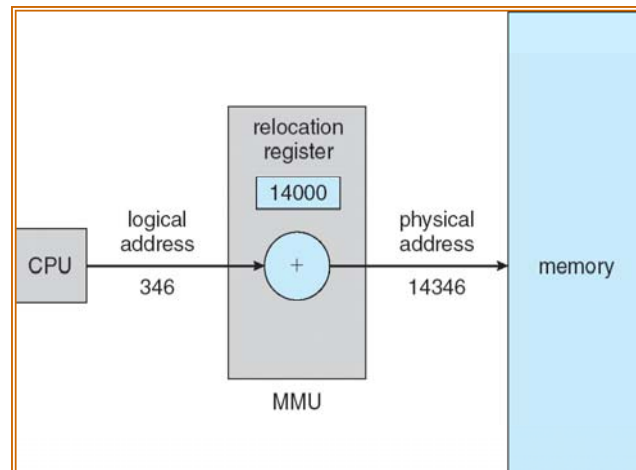 relocation
register
14000
logical
address
346
CPU
+
physical
address
14346
memory
MMU